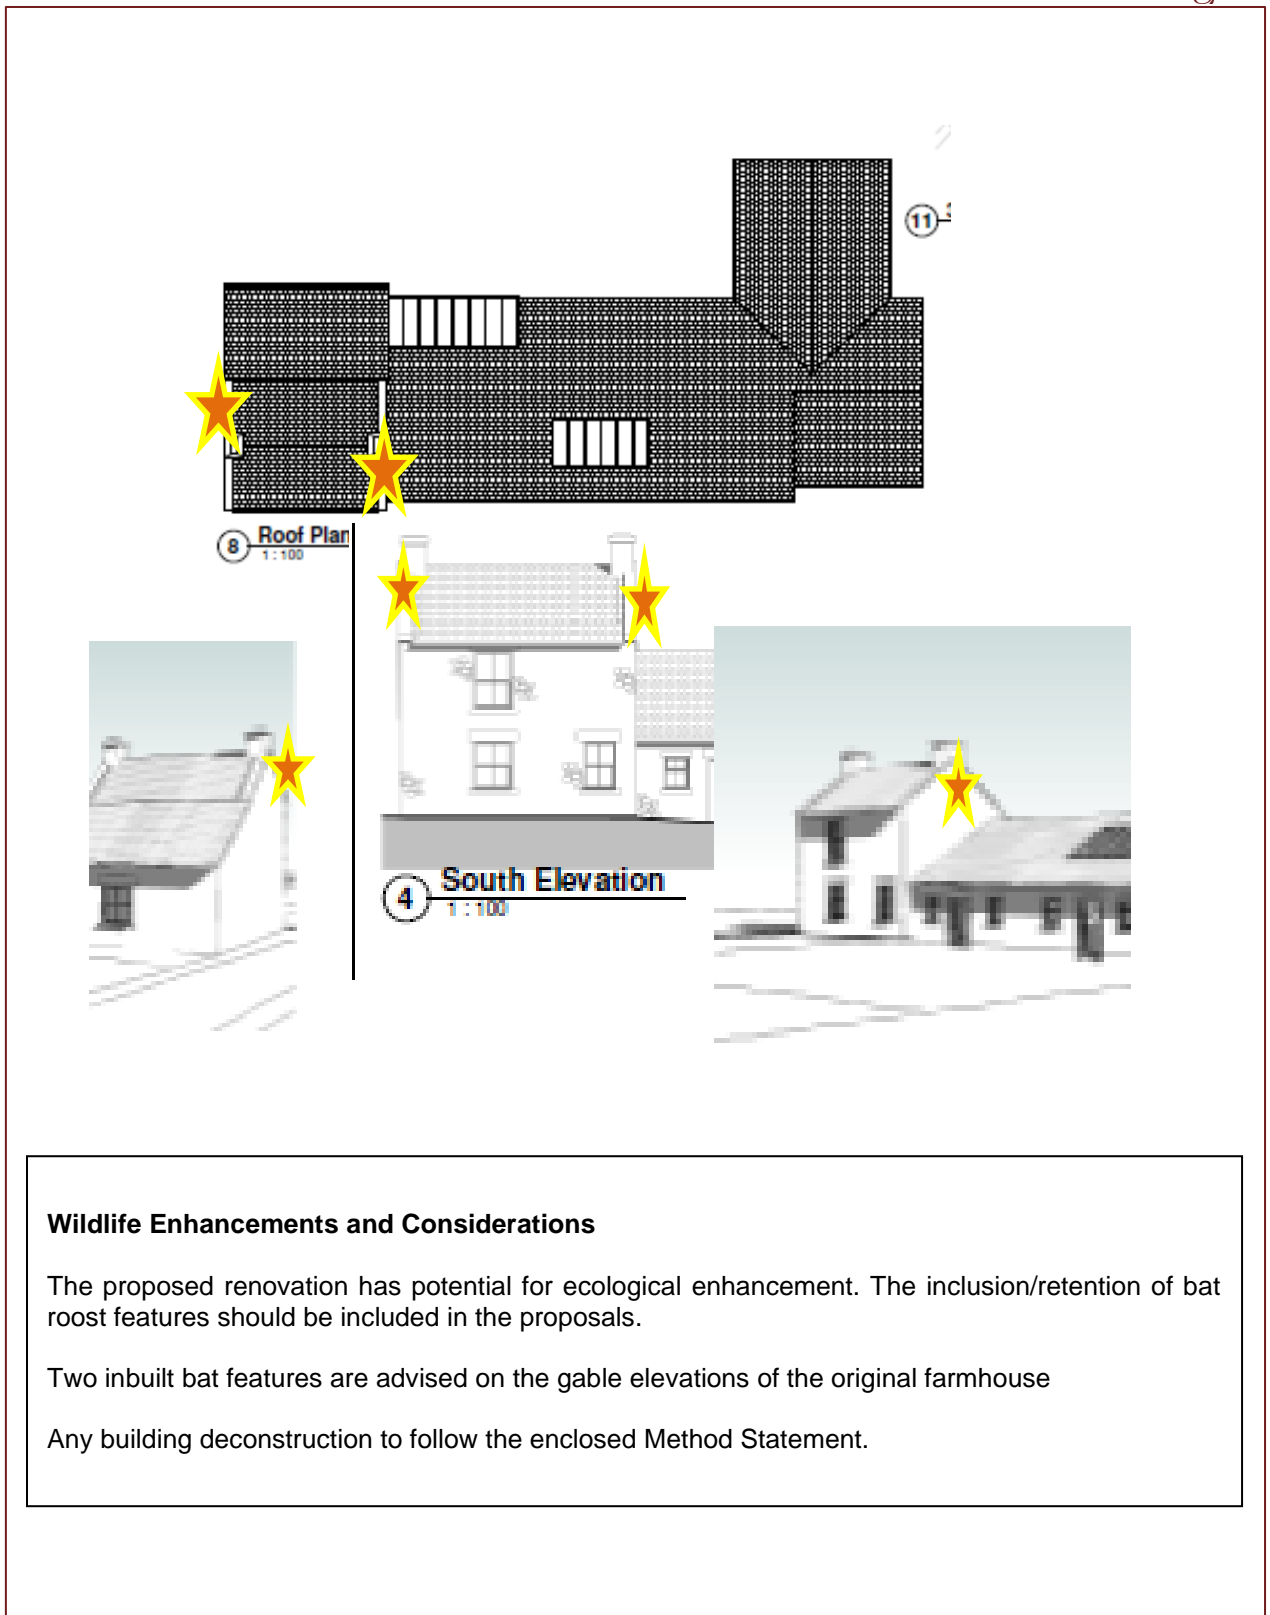 11
8 Roof Plan
1 : 100
4 South Elevation
1 : 100
Wildlife Enhancements and Considerations
The proposed renovation has potential for ecological enhancement. The inclusion/retention of bat
roost features should be included in the proposals.
Two inbuilt bat features are advised on the gable elevations of the original farmhouse
Any building deconstruction to follow the enclosed Method Statement.